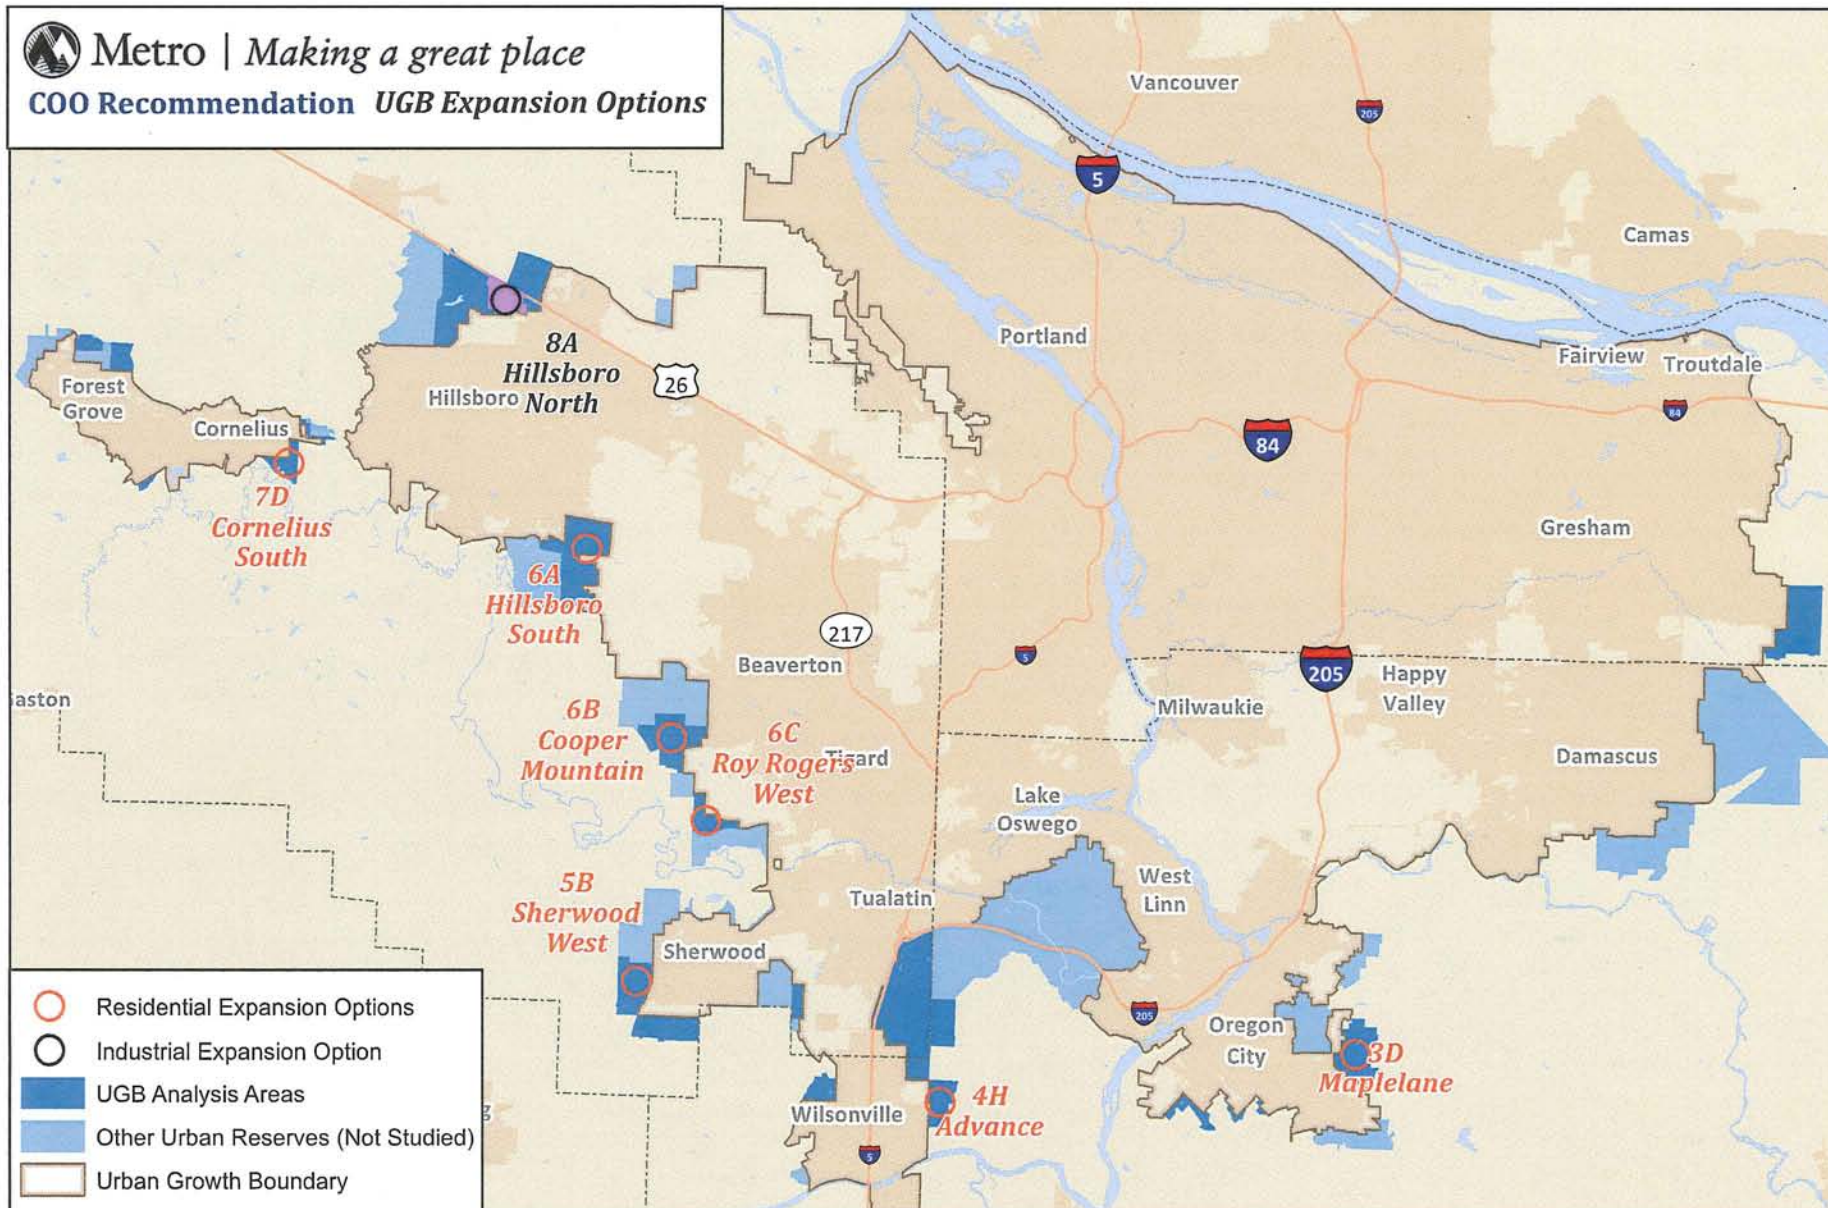 Metro | Making a great place
COO Recommendation UGB Expansion Options
Vancouver
205
5
Camas
Portland
Fairview
Troutdale
8A
Hillsboro
North
Hillsboro
26
Forest
Grove
Cornelius
84
84
7D
Cornelius
South
Gresham
6A
Hillsboro
South
217
5
Beaverton
205
Happy
Valley
Milwaukie
aston
6B
Cooper
Mountain
6C
Roy Rogers
West
Tigard
Damascus
Lake
Oswego
5B
Sherwood
West
Tualatin
West
Linn
Sherwood
205
Oregon
City
3D
Maplelane
4H
Advance
Wilsonville
5
g
Residential Expansion Options
Industrial Expansion Option
UGB Analysis Areas
Other Urban Reserves (Not Studied)
Urban Growth Boundary